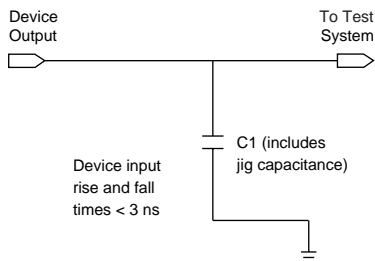 Device
Output
To Test
System
C1 (includes
jig capacitance)
Device input
rise and fall
times < 3 ns